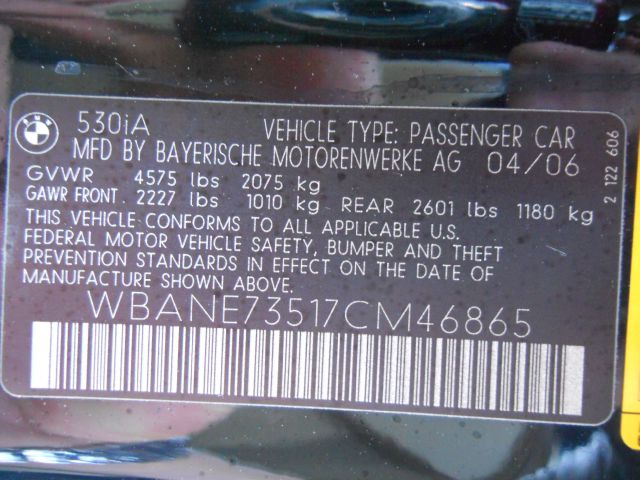 BMW
530iA VEHICLE TYPE: PASSENGER CAR
MFD BY BAYERISCHE MOTORENWERKE AG 04/06
GVWR 4575 lbs 2075 kg
GAWR FRONT 2227 lbs 1010 kg REAR 2601 lbs 1180 kg
THIS VEHICLE CONFORMS TO ALL APPLICABLE U.S.
FEDERAL MOTOR VEHICLE SAFETY, BUMPER AND THEFT
PREVENTION STANDARDS IN EFFECT ON THE DATE OF
MANUFACTURE SHOWN ABOVE.
WBANE73517CM46865
2 122 606